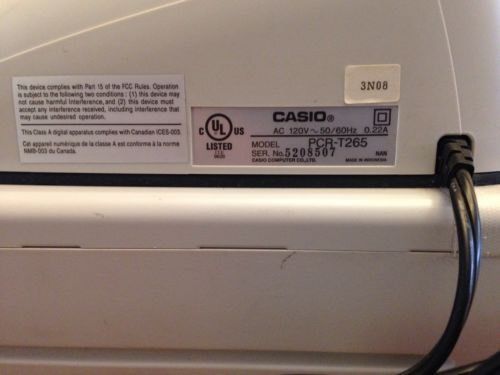 This device complies with Part 15 of the FCC Rules. Operation
is subject to the following two conditions : (1) this device may
not cause harmful interference, and (2) this device must
accept any interference received, including interference that
may cause undesired operation.
This Class A digital apparatus complies with Canadian ICES-003.
Cet appareil numérique de la classe A est conforme à la norme
NMB-003 du Canada.
3N08
CASIO®
AC 120V ~ 50/60Hz 0.22A
C UL US
LISTED
MODEL PCR-T265
SER. No. 5208507 NAN
CASIO COMPUTER CO.,LTD. MADE IN INDONESIA